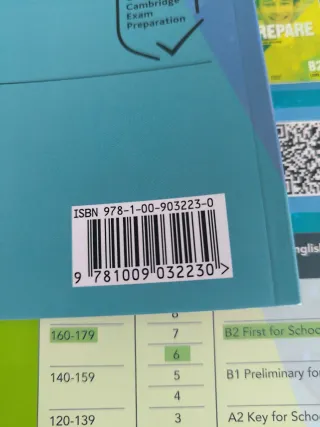 Cambridge
Exam
Preparation
REPARE
B2
ISBN 978-1-00-903223-0
9 781009 032230 >
160-179
7
B2 First for Schoo
6
140-159
5
B1 Preliminary fo
4
120-139
3
A2 Key for Schoo